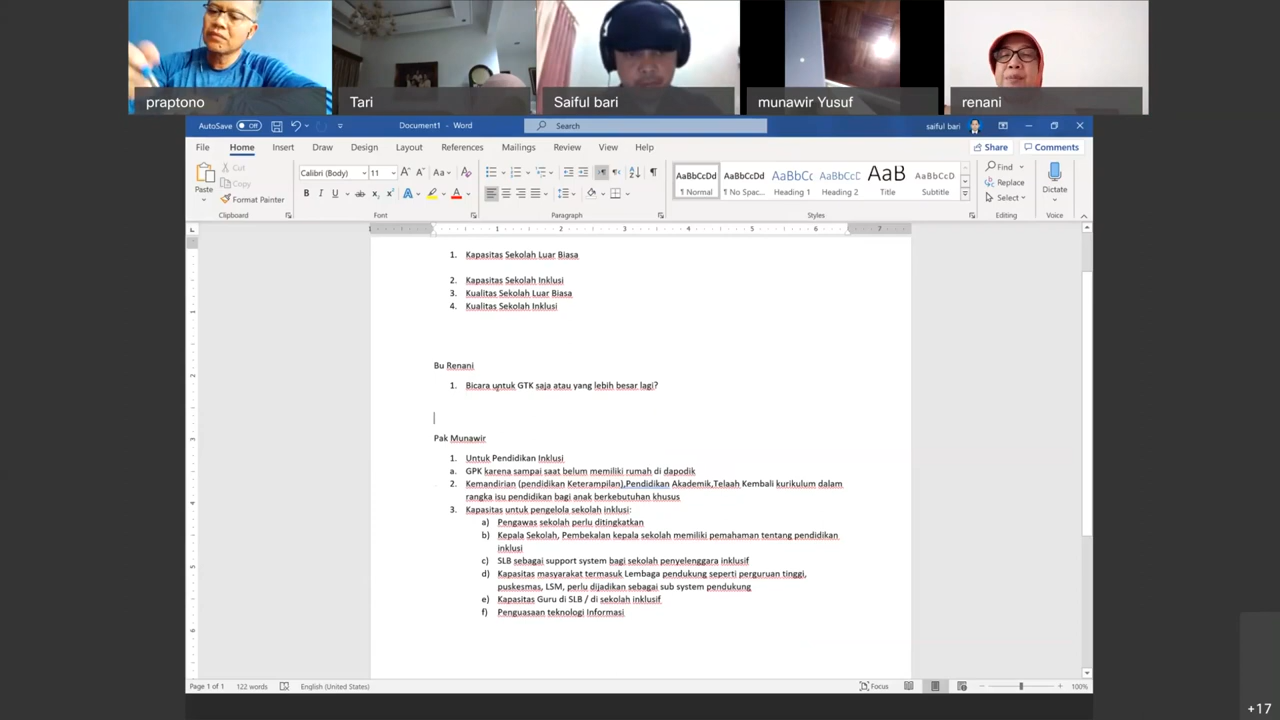 praptono
Tari
Saiful bari
munawir Yusuf
renani
AutoSave Off
Document1 - Word
Search
saiful bari
File Home Insert Draw Design Layout References Mailings Review View Help
Share Comments
Paste
Cut
Copy
Format Painter
Clipboard
Calibri (Body) 11
Font
Paragraph
AaBbCcDd AaBbCcDd AaBbCc AaBbCcD AaB AaBbCcD
¶ Normal ¶ No Spac... Heading 1 Heading 2 Title Subtitle
Styles
Find
Replace
Select
Editing
Dictate
Voice
1. Kapasitas Sekolah Luar Biasa
2. Kapasitas Sekolah Inklusi
3. Kualitas Sekolah Luar Biasa
4. Kualitas Sekolah Inklusi
Bu Renani
1. Bicara untuk GTK saja atau yang lebih besar lagi?
Pak Munawir
1. Untuk Pendidikan Inklusi
a. GPK karena sampai saat belum memiliki rumah di dapodik
2. Kemandirian (pendidikan Keterampilan),Pendidikan Akademik,Telaah Kembali kurikulum dalam
rangka isu pendidikan bagi anak berkebutuhan khusus
3. Kapasitas untuk pengelola sekolah inklusi:
a) Pengawas sekolah perlu ditingkatkan
b) Kepala Sekolah, Pembekalan kepala sekolah memiliki pemahaman tentang pendidikan
inklusi
c) SLB sebagai support system bagi sekolah penyelenggara inklusif
d) Kapasitas masyarakat termasuk Lembaga pendukung seperti perguruan tinggi,
puskesmas, LSM, perlu dijadikan sebagai sub system pendukung
e) Kapasitas Guru di SLB / di sekolah inklusif
f) Penguasaan teknologi Informasi
Page 1 of 1 122 words English (United States) Focus 100%
+17